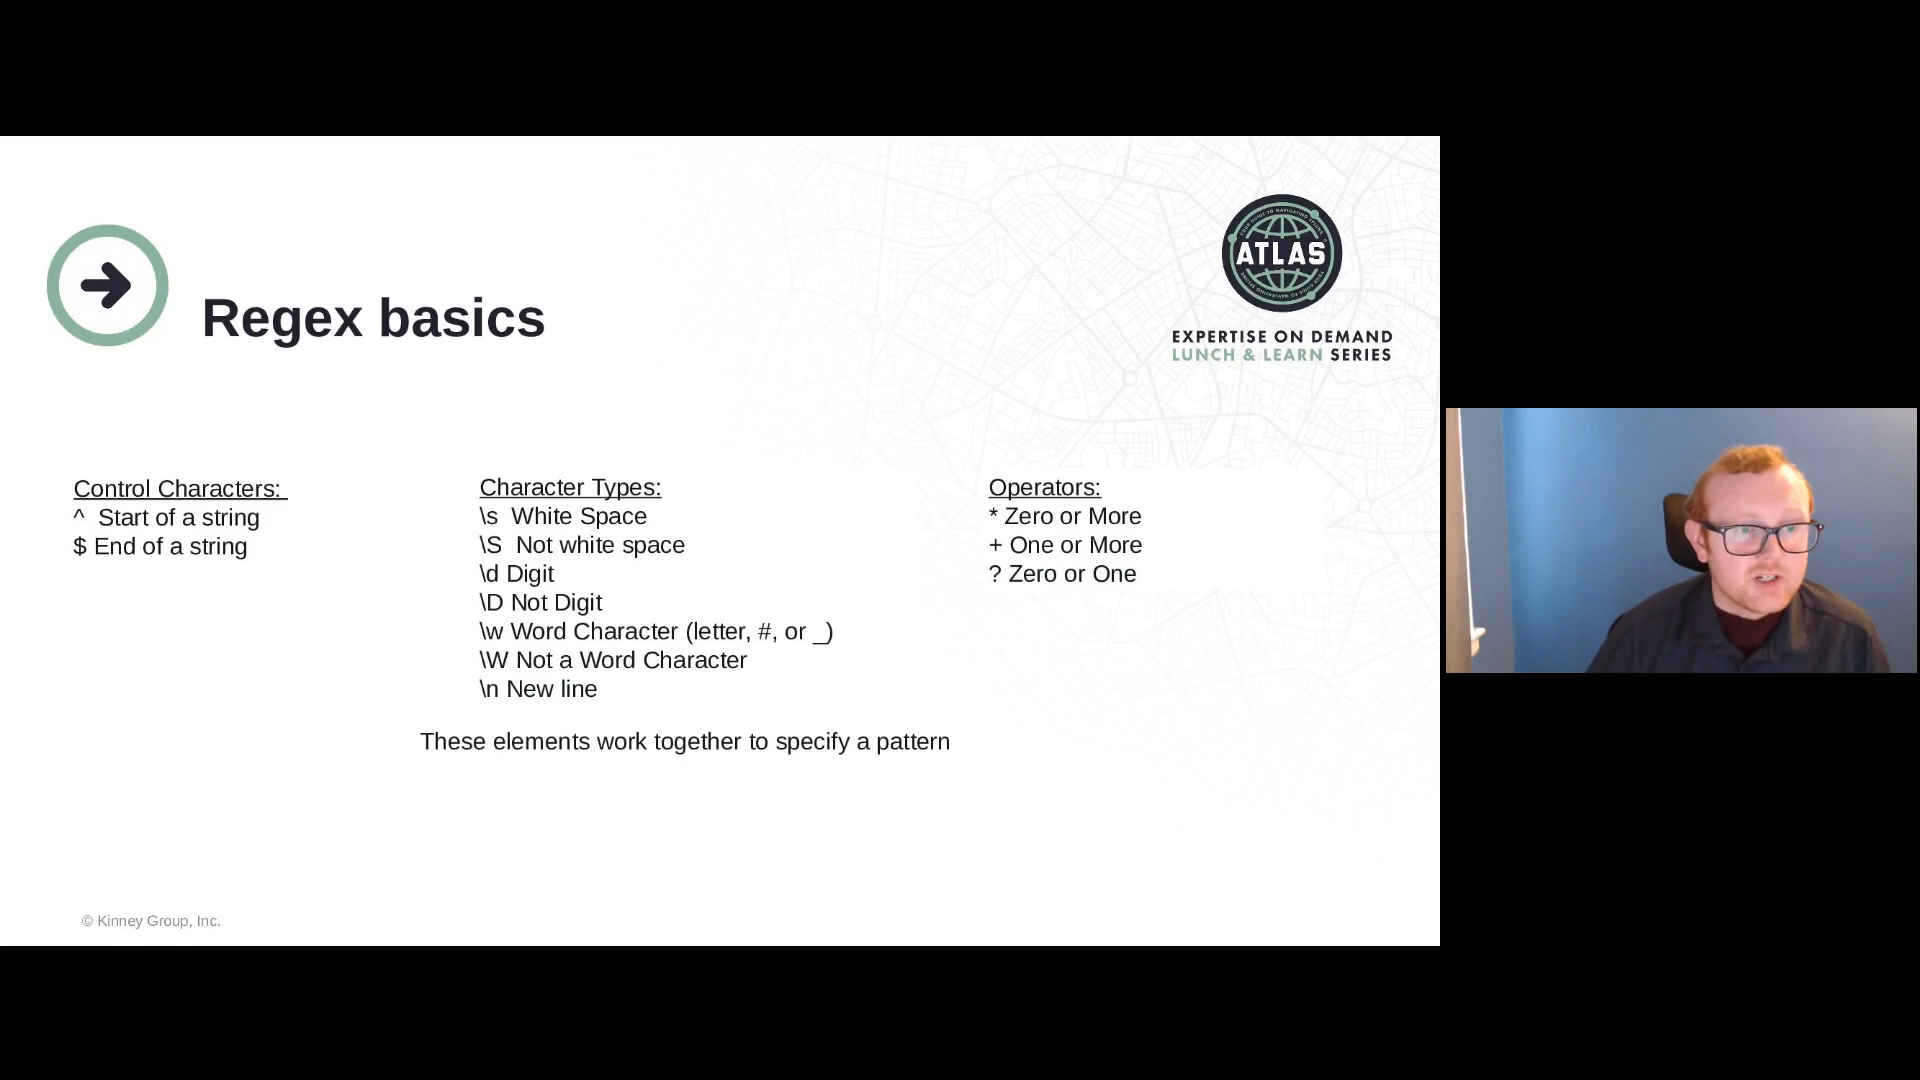 ATLAS
EXPERTISE ON DEMAND
LUNCH & LEARN SERIES
Regex basics
Control Characters:
^ Start of a string
$ End of a string
Character Types:
\s White Space
\S Not white space
\d Digit
\D Not Digit
\w Word Character (letter, #, or _)
\W Not a Word Character
\n New line
Operators:
* Zero or More
+ One or More
? Zero or One
These elements work together to specify a pattern
© Kinney Group, Inc.